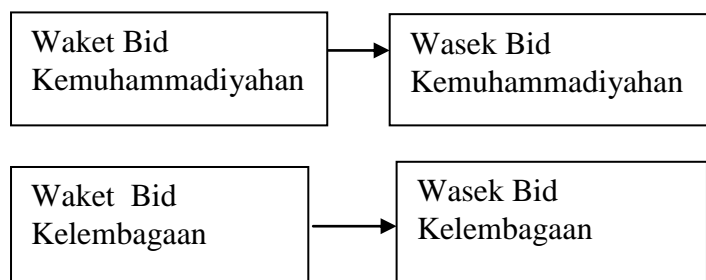 Waket Bid
Kemuhammadiyahan
Wasek Bid
Kemuhammadiyahan
Waket  Bid
Kelembagaan
Wasek Bid
Kelembagaan